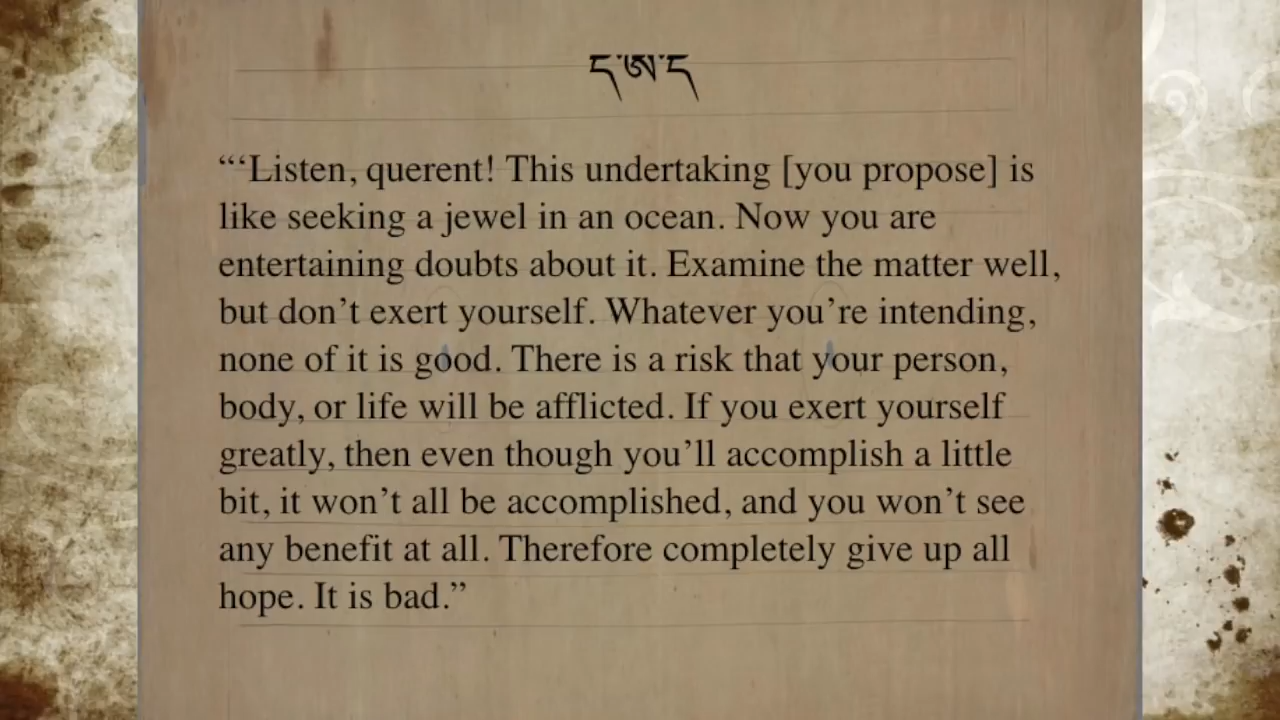 ད་ཨ་ད
“‘Listen, querent! This undertaking [you propose] is
like seeking a jewel in an ocean. Now you are
entertaining doubts about it. Examine the matter well,
but don’t exert yourself. Whatever you’re intending,
none of it is good. There is a risk that your person,
body, or life will be afflicted. If you exert yourself
greatly, then even though you’ll accomplish a little
bit, it won’t all be accomplished, and you won’t see
any benefit at all. Therefore completely give up all
hope. It is bad.”